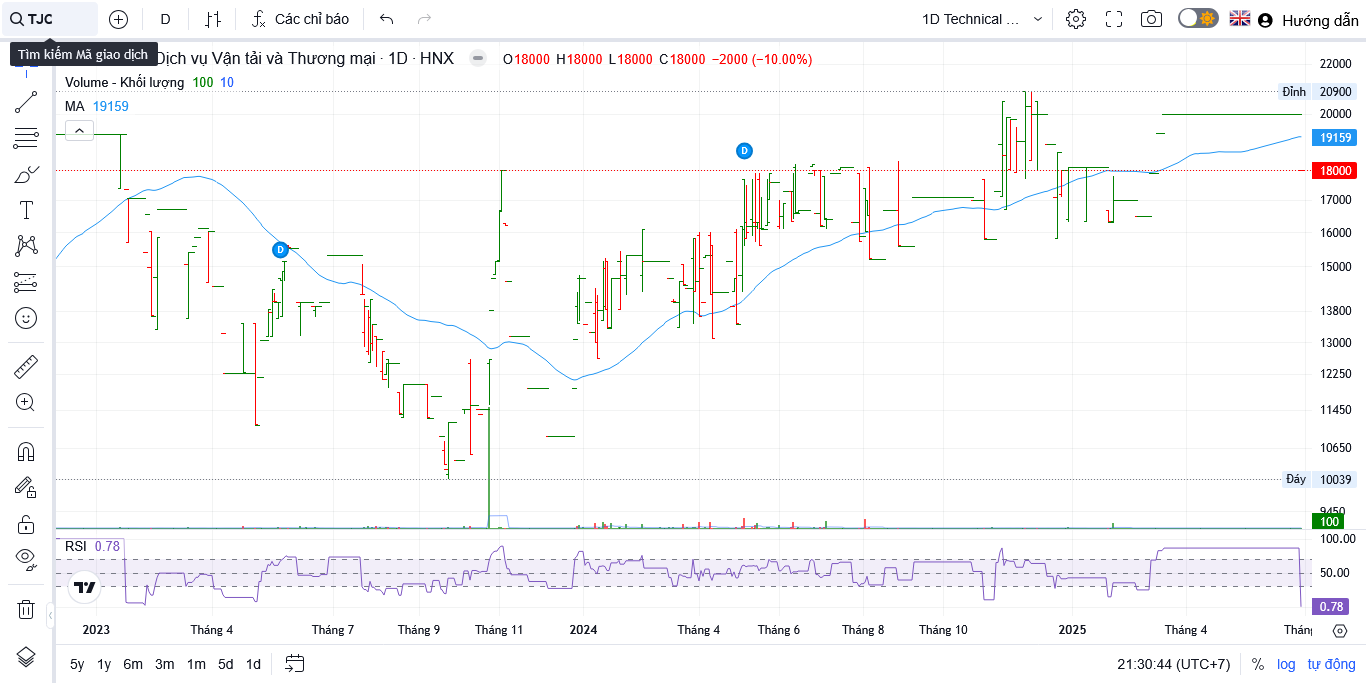 TJC
D
Các chỉ báo
1D Technical ...
Hướng dẫn
Tìm kiếm Mã giao dịch
Dịch vụ Vận tải và Thương mại · 1D · HNX
O18000 H18000 L18000 C18000 −2000 (−10.00%)
Volume - Khối lượng 100 10
MA 19159
22000
Đỉnh 20900
20000
19159
18000
17000
16000
15000
13800
13000
12250
11450
10650
Đáy 10039
9450
100
D
D
RSI 0.78
100.00
50.00
0.78
2023 Tháng 4 Tháng 7 Tháng 9 Tháng 11 2024 Tháng 4 Tháng 6 Tháng 8 Tháng 10 2025 Tháng 4
5y 1y 6m 3m 1m 5d 1d
21:30:44 (UTC+7) % log tự động